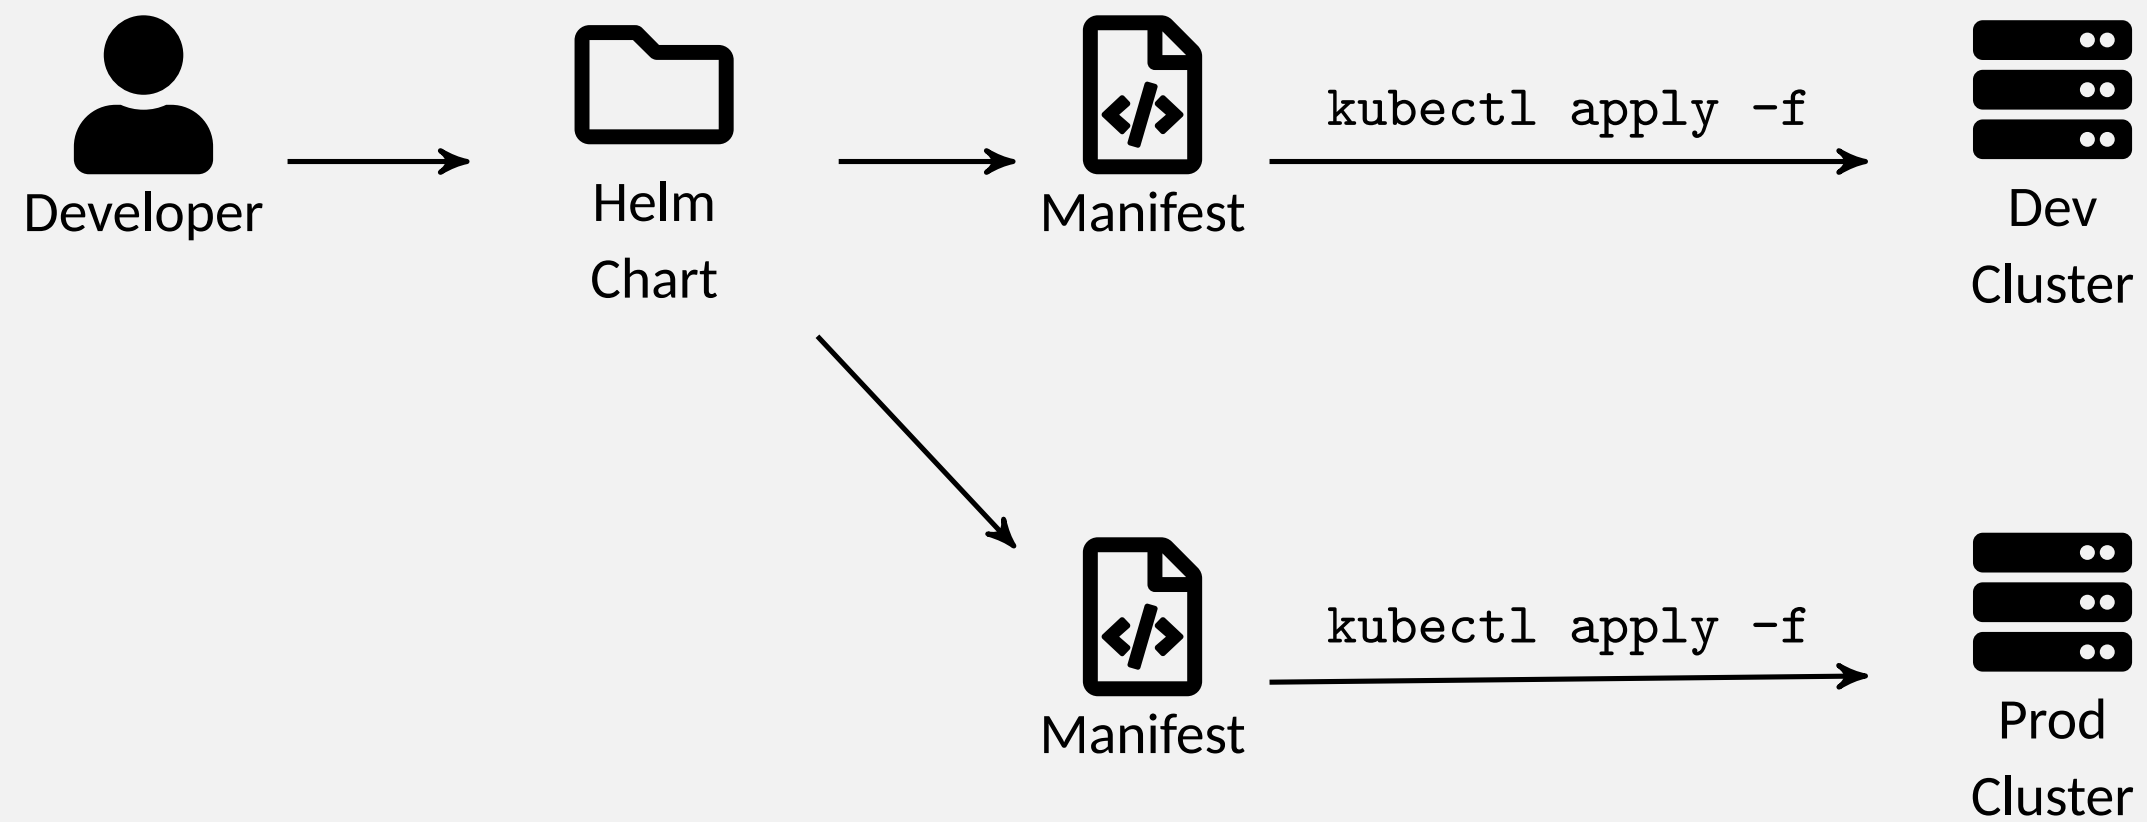 kubectl apply -f
Developer
Helm
Chart
Manifest
Dev
Cluster
kubectl apply -f
Manifest
Prod
Cluster